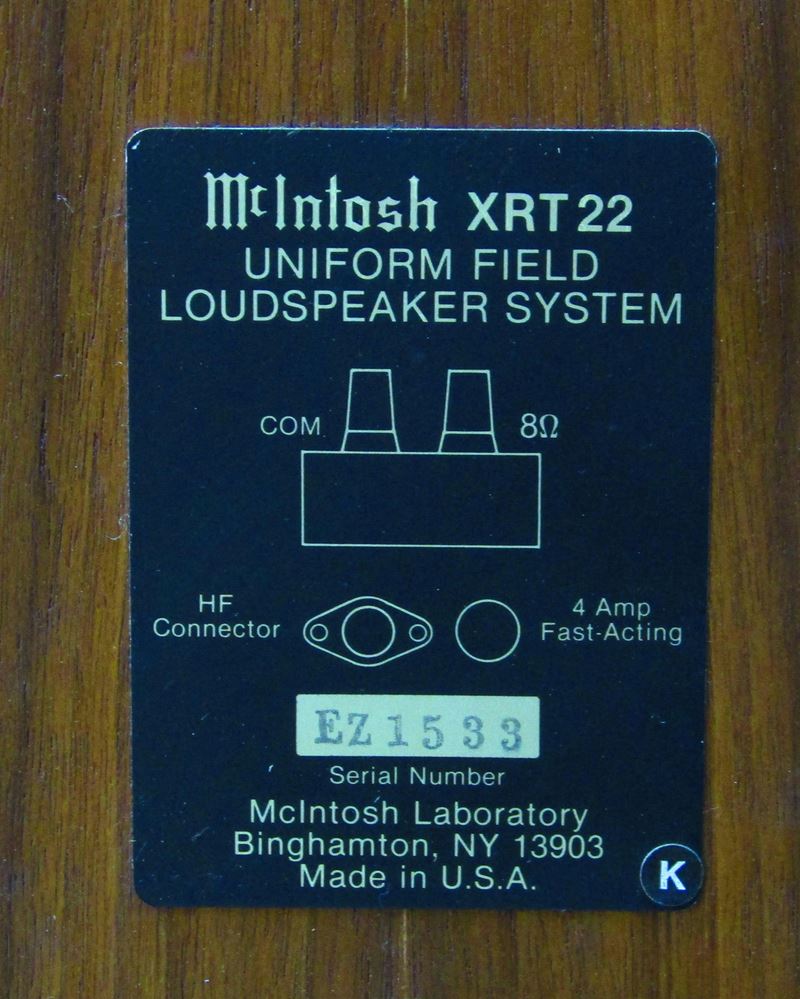 McIntosh XRT22
UNIFORM FIELD
LOUDSPEAKER SYSTEM
COM 8Ω
HF
Connector
4 Amp
Fast-Acting
EZ1533
Serial Number
McIntosh Laboratory
Binghamton, NY 13903
Made in U.S.A.
K